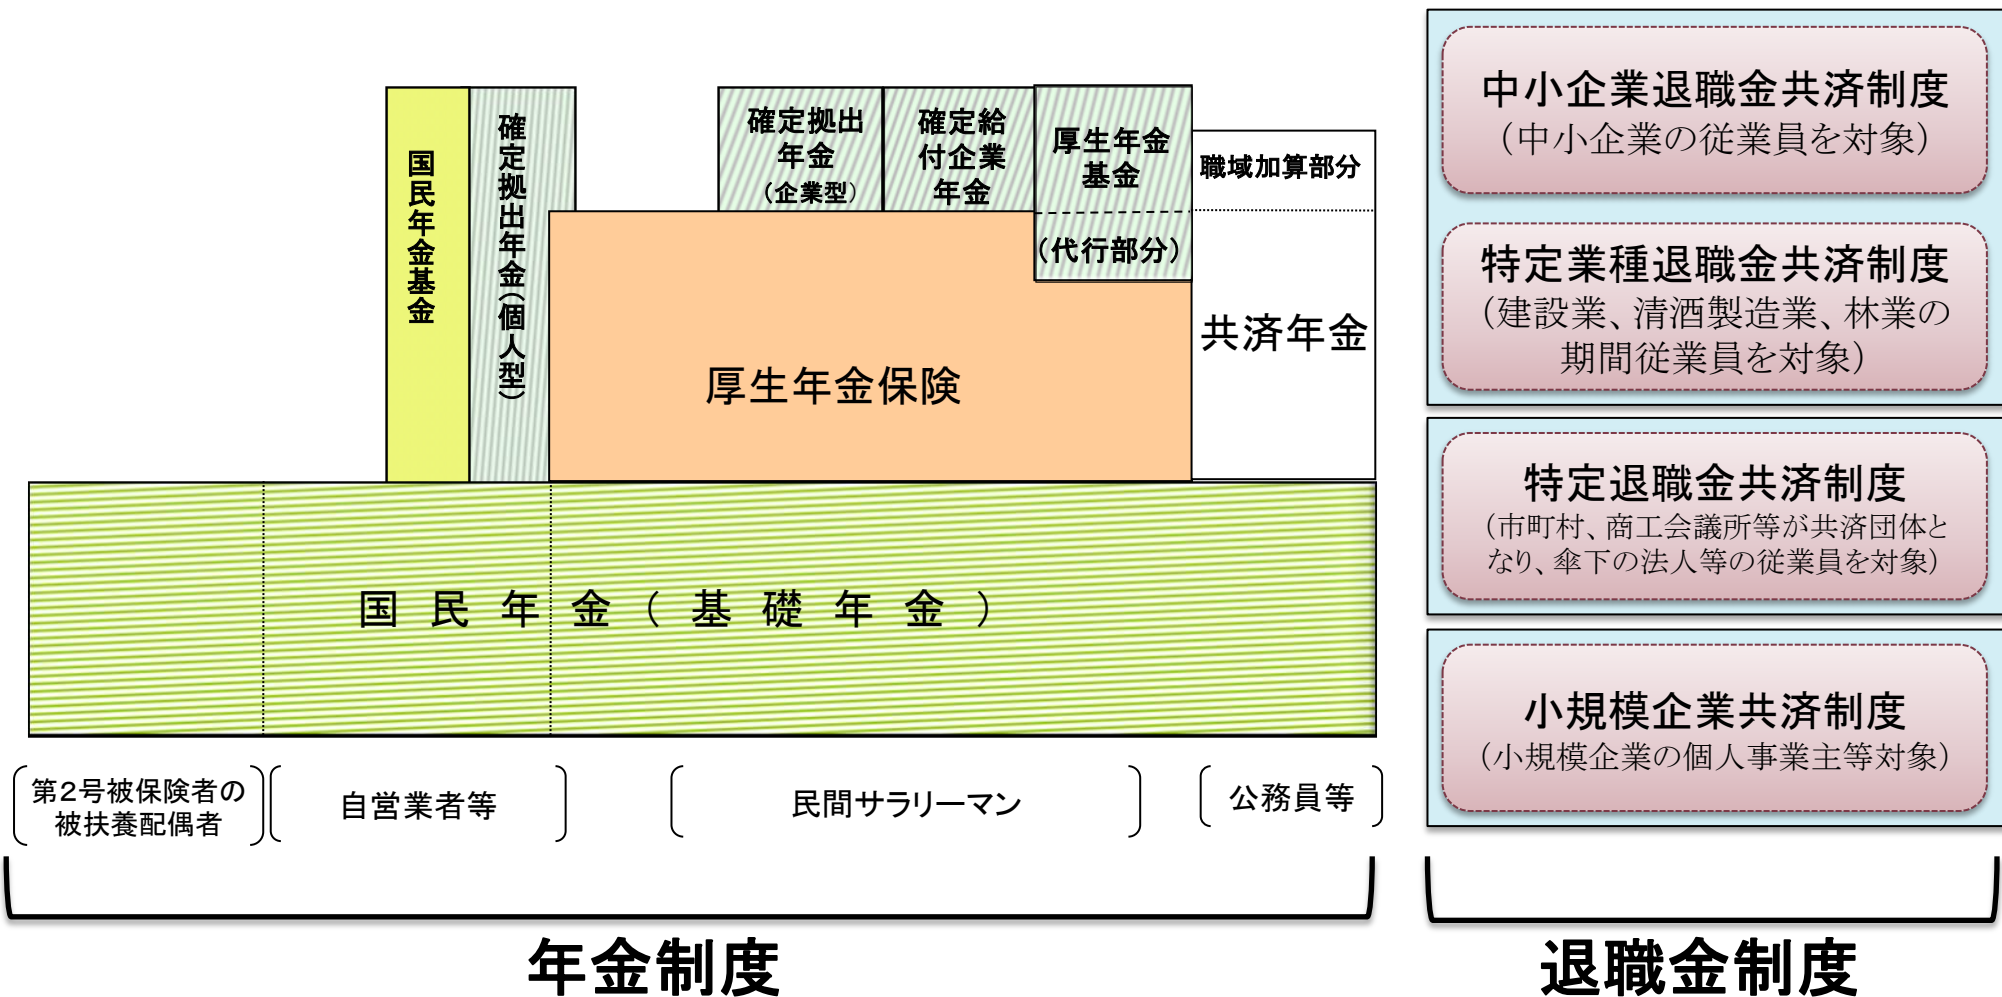 国民年金基金
確定拠出年金(個人型)
確定拠出
年金
(企業型)
確定給
付企業
年金
厚生年金
基金
(代行部分)
職域加算部分
共済年金
厚生年金保険
国民年金(基礎年金)
第2号被保険者の
被扶養配偶者
自営業者等
民間サラリーマン
公務員等
年金制度
中小企業退職金共済制度
(中小企業の従業員を対象)
特定業種退職金共済制度
(建設業、清酒製造業、林業の
期間従業員を対象)
特定退職金共済制度
(市町村、商工会議所等が共済団体と
なり、傘下の法人等の従業員を対象)
小規模企業共済制度
(小規模企業の個人事業主等対象)
退職金制度